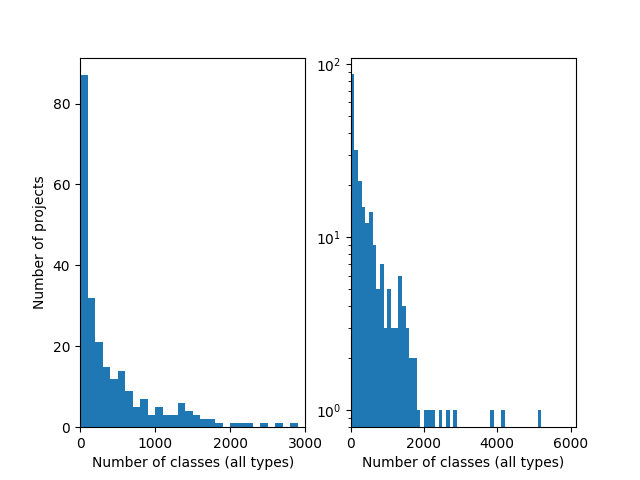 80
60
40
20
0
Number of projects
0 1000 2000 3000
Number of classes (all types)
10²
10¹
10⁰
0 2000 4000 6000
Number of classes (all types)